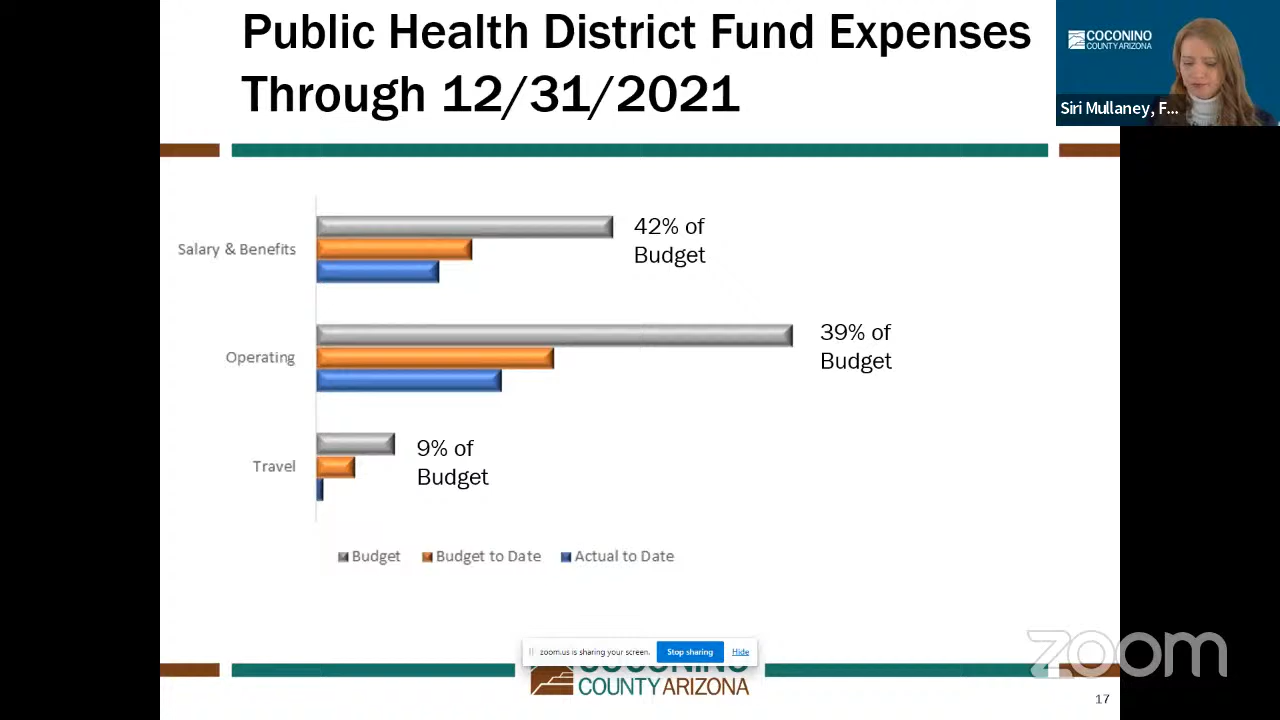 Public Health District Fund Expenses
Through 12/31/2021
COCONINO
COUNTY ARIZONA
Siri Mullaney, F...
Salary & Benefits
42% of
Budget
Operating
39% of
Budget
Travel
9% of
Budget
Budget Budget to Date Actual to Date
zoom.us is sharing your screen. Stop sharing Hide
COCONINO
COUNTY ARIZONA
zoom
17